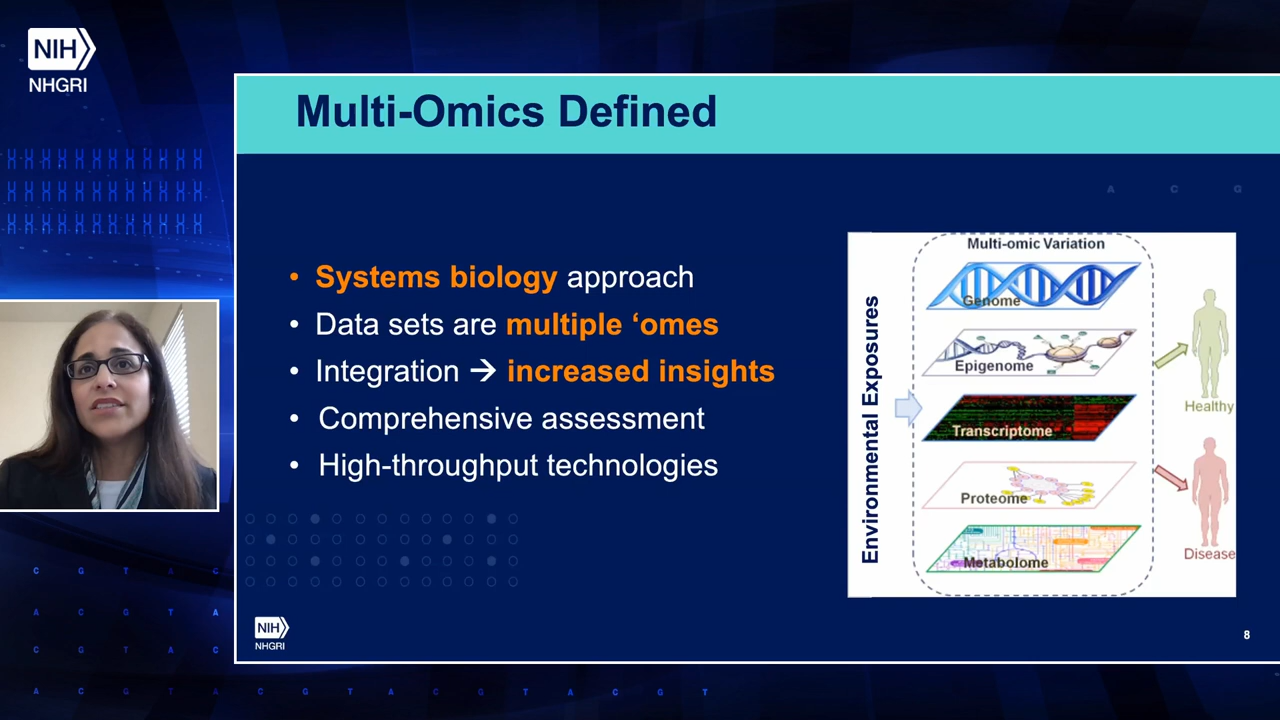 NIH
NHGRI
Multi-Omics Defined
A C G
• Systems biology approach
• Data sets are multiple ‘omes
• Integration → increased insights
• Comprehensive assessment
• High-throughput technologies
Environmental Exposures
Multi-omic Variation
Genome
Epigenome
Transcriptome
Proteome
Metabolome
Healthy
Disease
NIH
NHGRI
8
C G T A C
A C G T A
C G T A C
A C G T A C G T A C G T A C G T